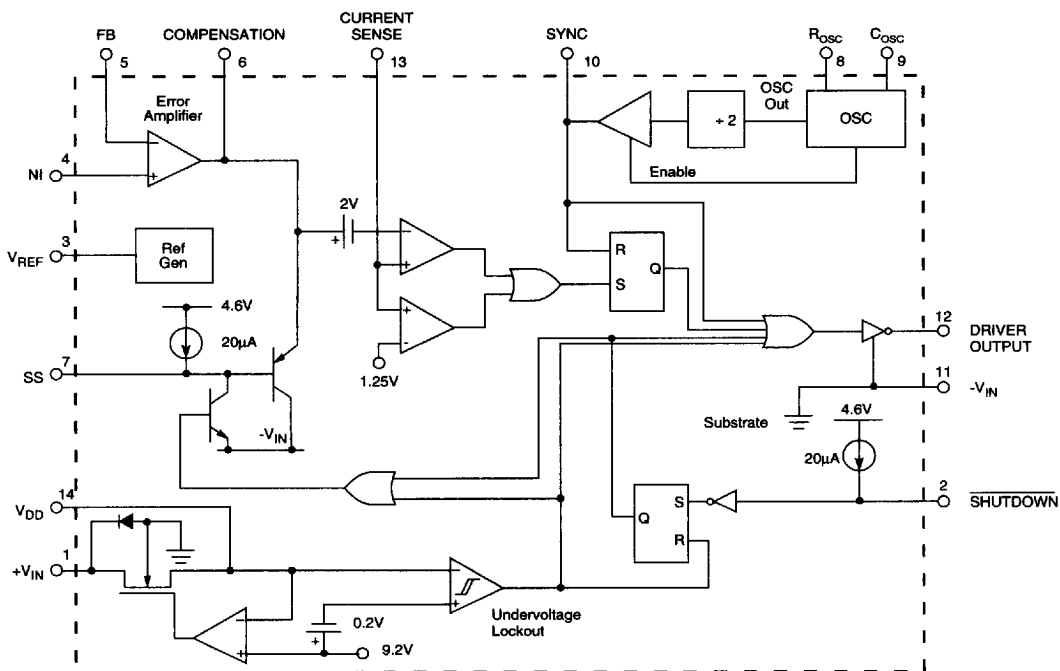 FB
5
COMPENSATION
6
CURRENT
SENSE
13
SYNC
10
ROSC
8
COSC
9
Error
Amplifier
OSC
Out
÷ 2
OSC
Enable
4
NI
−
+
2V
+
3
VREF
Ref
Gen
−
+
R
S
Q
4.6V
20μA
+
-
1.25V
7
SS
12
DRIVER
OUTPUT
11
-VIN
Substrate
4.6V
20μA
-VIN
14
VDD
Q
S
R
2
SHUTDOWN
1
+VIN
−
+
Undervoltage
Lockout
−
+
0.2V
+
9.2V